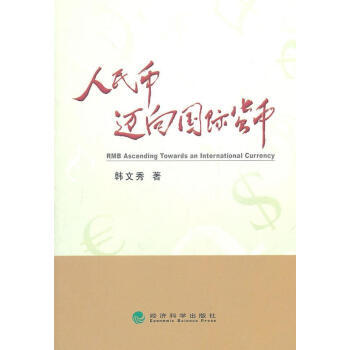 人民币
迈向国际货币
RMB Ascending Towards an International Currency
韩文秀 著
经济科学出版社
Economic Science Press